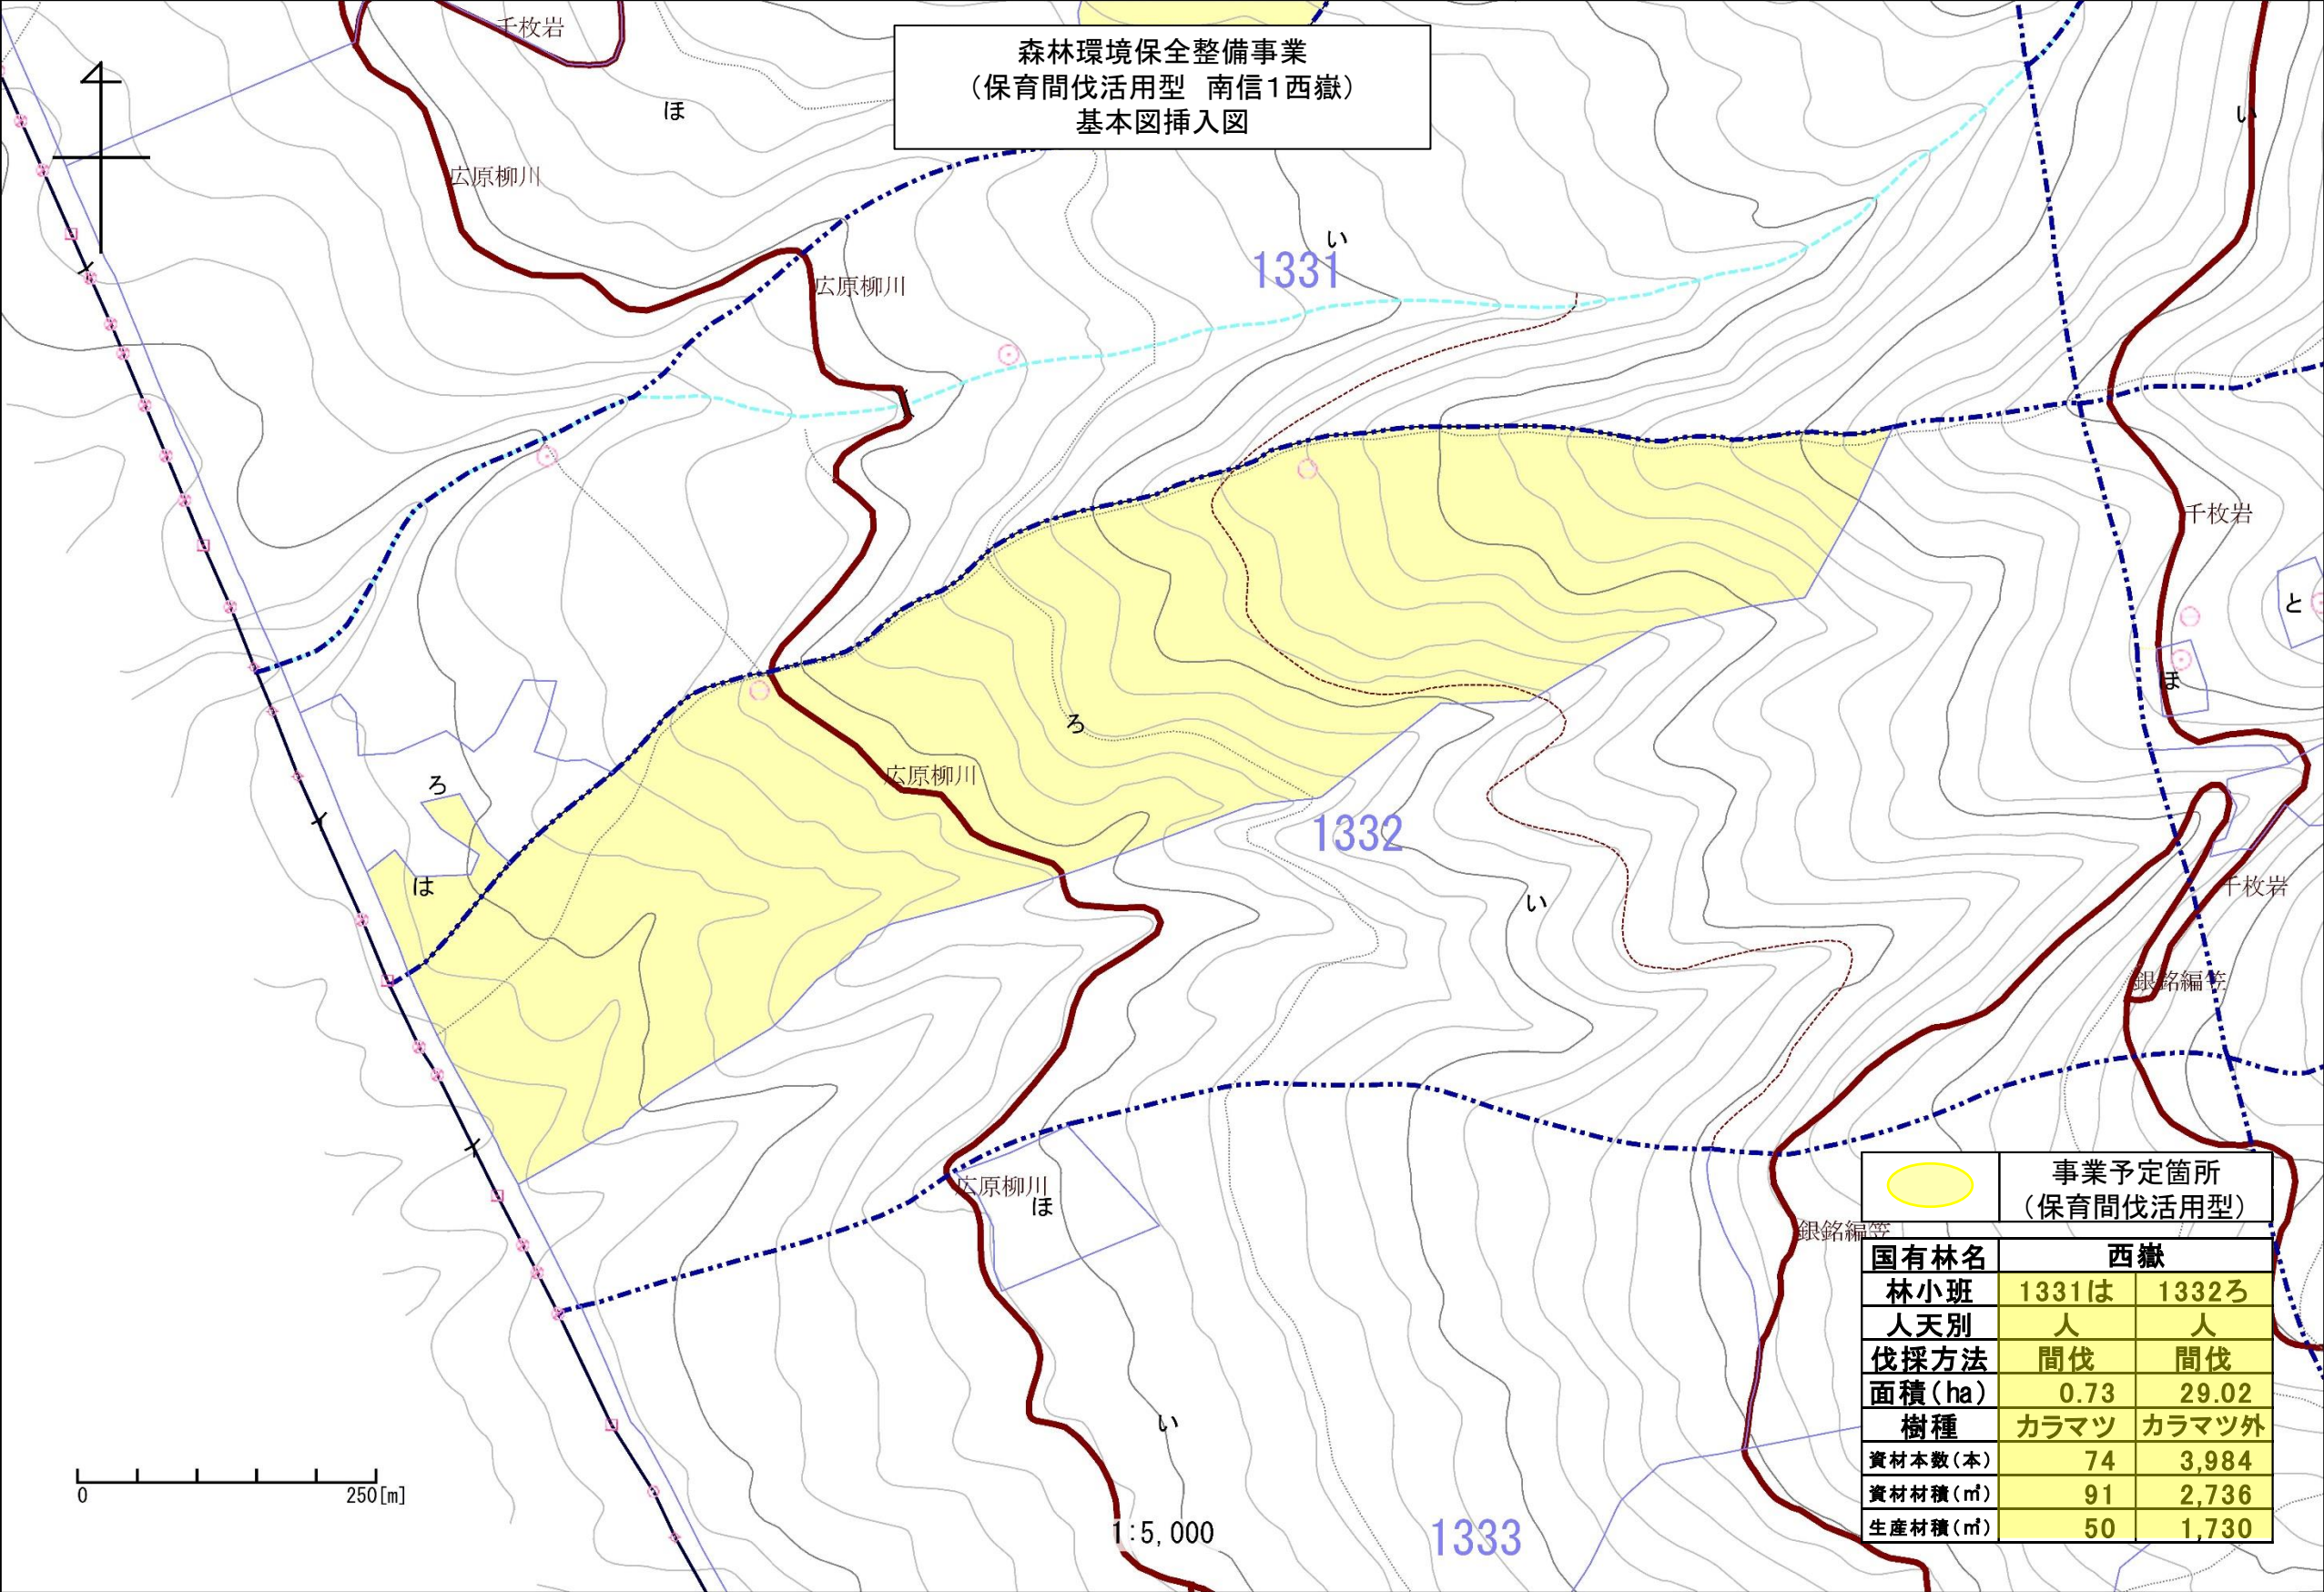 千枚岩
森林環境保全整備事業
（保育間伐活用型　南信1西嶽）
基本図挿入図
ほ
い
広原柳川
い
1331
広原柳川
千枚岩
と
ほ
ろ
広原柳川
ろ
1332
は
い
千枚岩
銀銘編笠
広原柳川
ほ
銀銘編笠
い
0 250[m]
1:5,000
1333
事業予定箇所
（保育間伐活用型）
国有林名 西嶽
林小班 1331は 1332ろ
人天別 人 人
伐採方法 間伐 間伐
面積（ha） 0.73 29.02
樹種 カラマツ カラマツ外
資材本数（本） 74 3,984
資材材積（㎥） 91 2,736
生産材積（㎥） 50 1,730